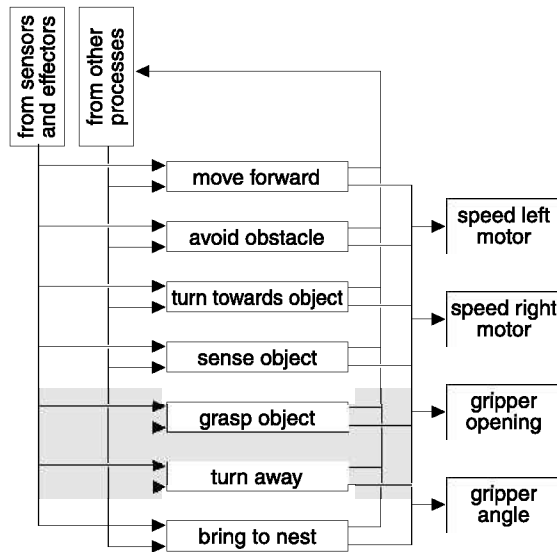 from sensors
and effectors
from other
processes
move forward
avoid obstacle
turn towards object
sense object
grasp object
turn away
bring to nest
speed left
motor
speed right
motor
gripper
opening
gripper
angle